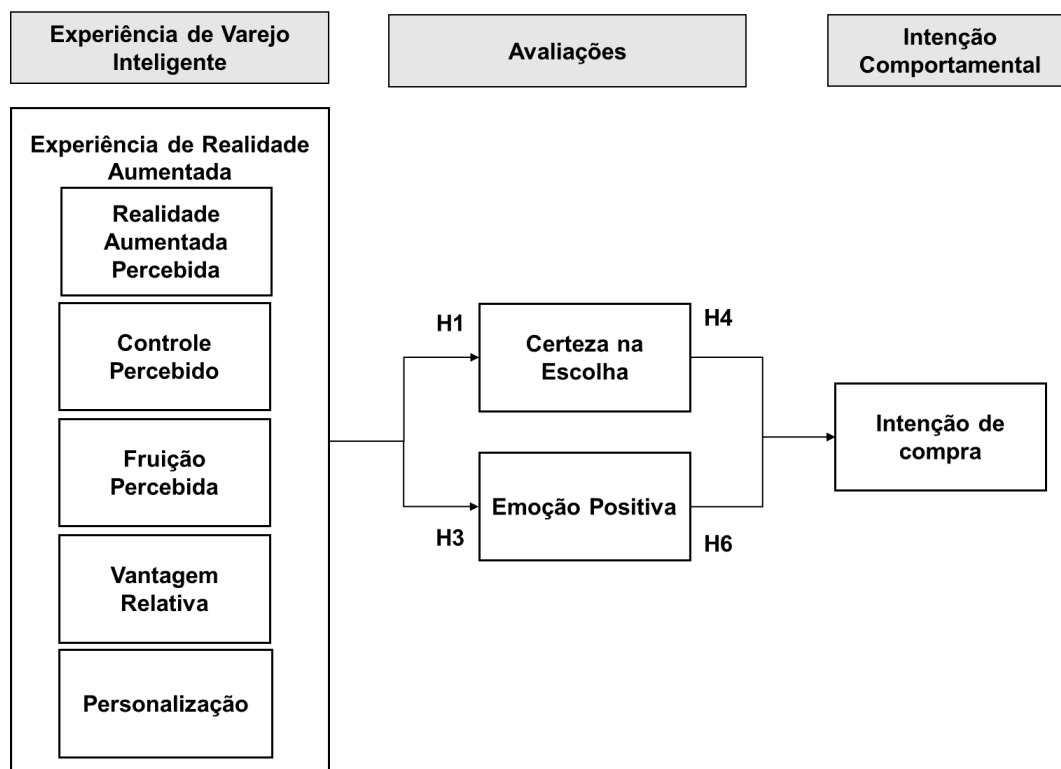 Experiência de Varejo
Inteligente
Avaliações
Intenção
Comportamental
Experiência de Realidade
Aumentada
Realidade
Aumentada
Percebida
Controle
Percebido
Fruição
Percebida
Vantagem
Relativa
Personalização
H1
Certeza na
Escolha
H4
H3
Emoção Positiva
H6
Intenção de
compra